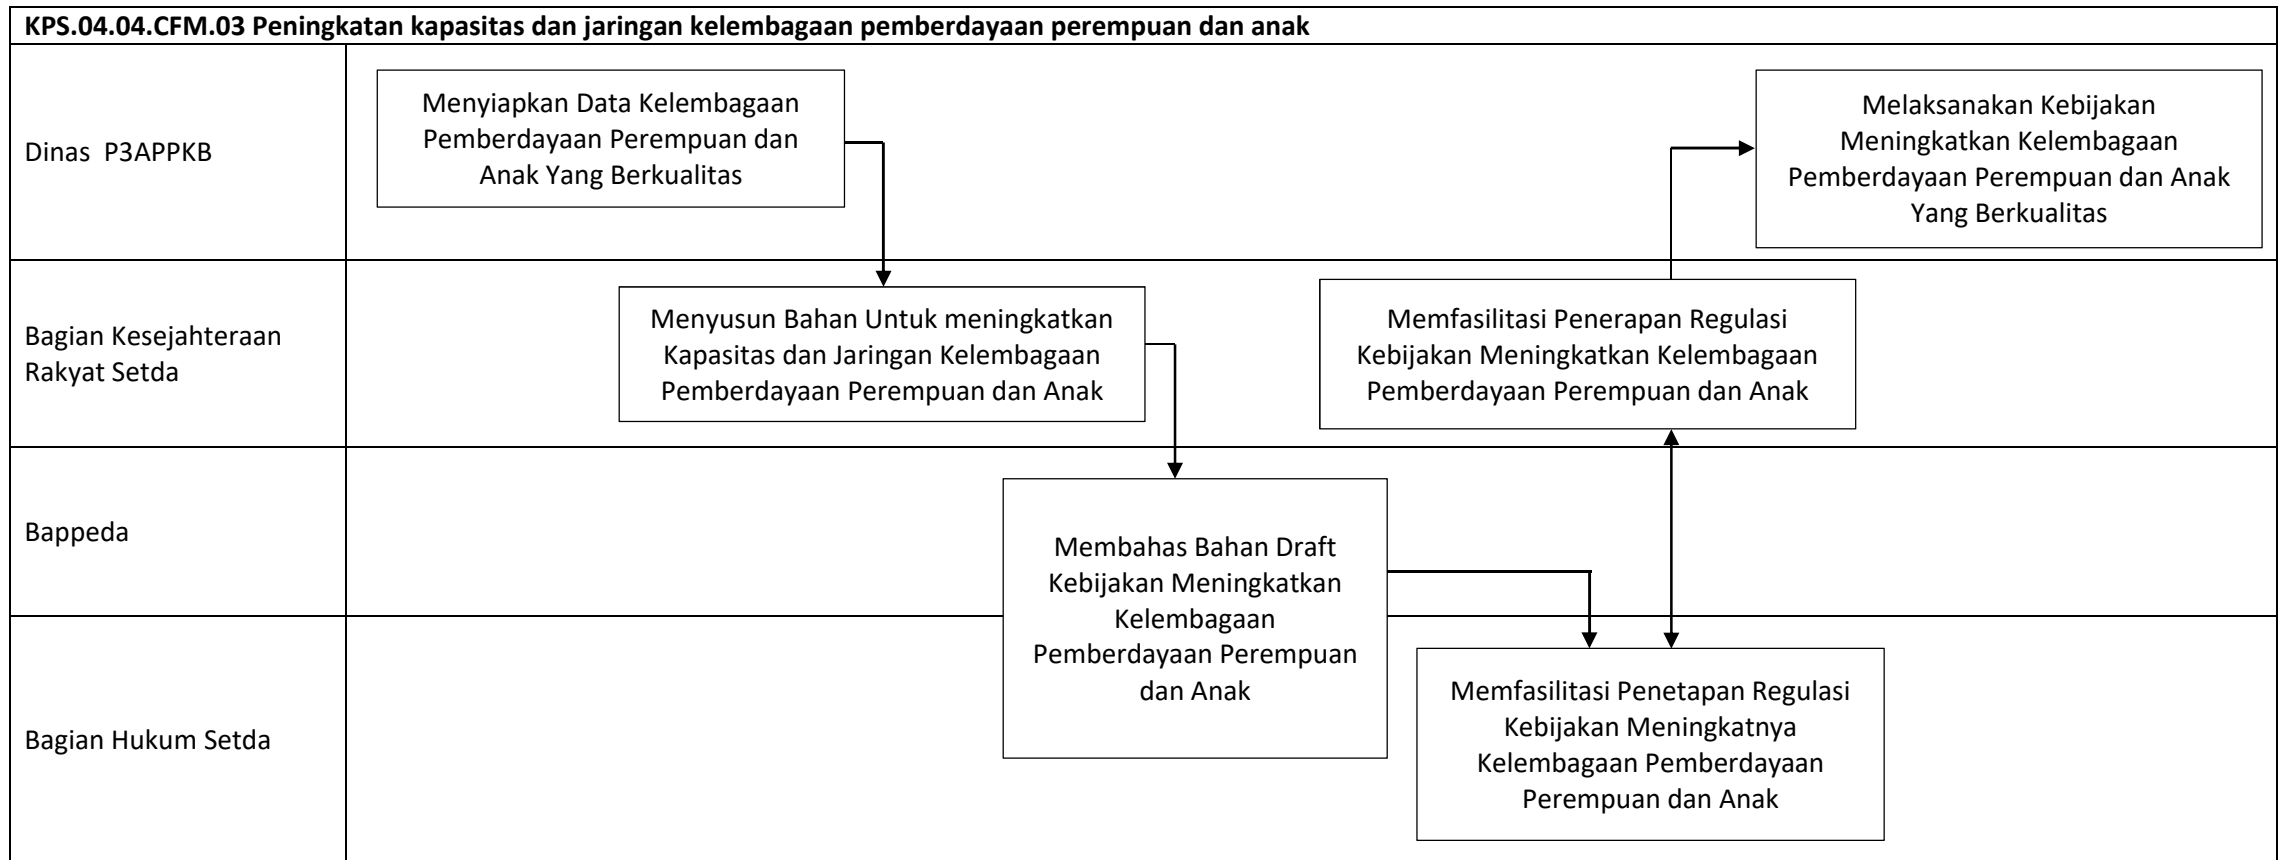 KPS.04.04.CFM.03 Peningkatan kapasitas dan jaringan kelembagaan pemberdayaan perempuan dan anak
Dinas  P3APPKB
Menyiapkan Data Kelembagaan
Pemberdayaan Perempuan dan
Anak Yang Berkualitas
Melaksanakan Kebijakan
Meningkatkan Kelembagaan
Pemberdayaan Perempuan dan Anak
Yang Berkualitas
Bagian Kesejahteraan
Rakyat Setda
Menyusun Bahan Untuk meningkatkan
Kapasitas dan Jaringan Kelembagaan
Pemberdayaan Perempuan dan Anak
Memfasilitasi Penerapan Regulasi
Kebijakan Meningkatkan Kelembagaan
Pemberdayaan Perempuan dan Anak
Bappeda
Membahas Bahan Draft
Kebijakan Meningkatkan
Kelembagaan
Pemberdayaan Perempuan
dan Anak
Bagian Hukum Setda
Memfasilitasi Penetapan Regulasi
Kebijakan Meningkatnya
Kelembagaan Pemberdayaan
Perempuan dan Anak